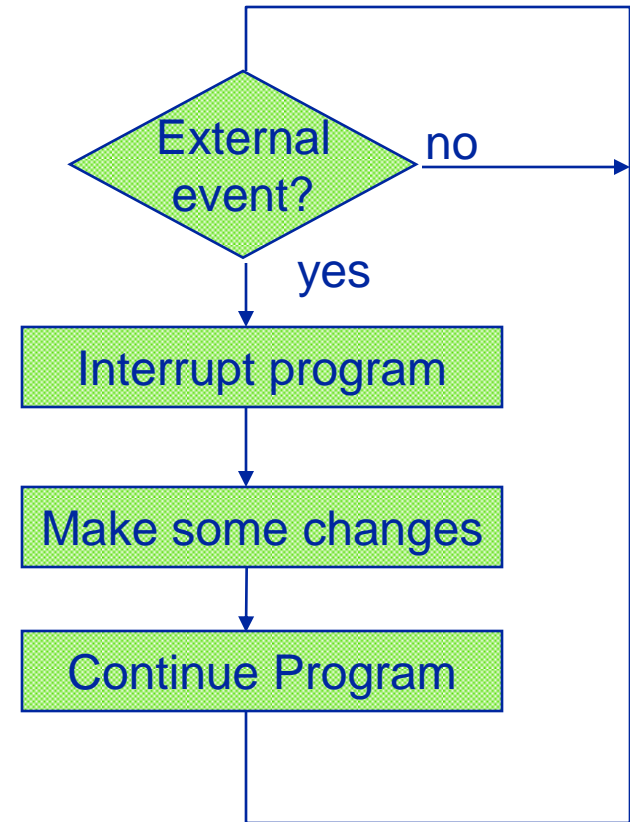 External
event?
no
yes
Interrupt program
Make some changes
Continue Program